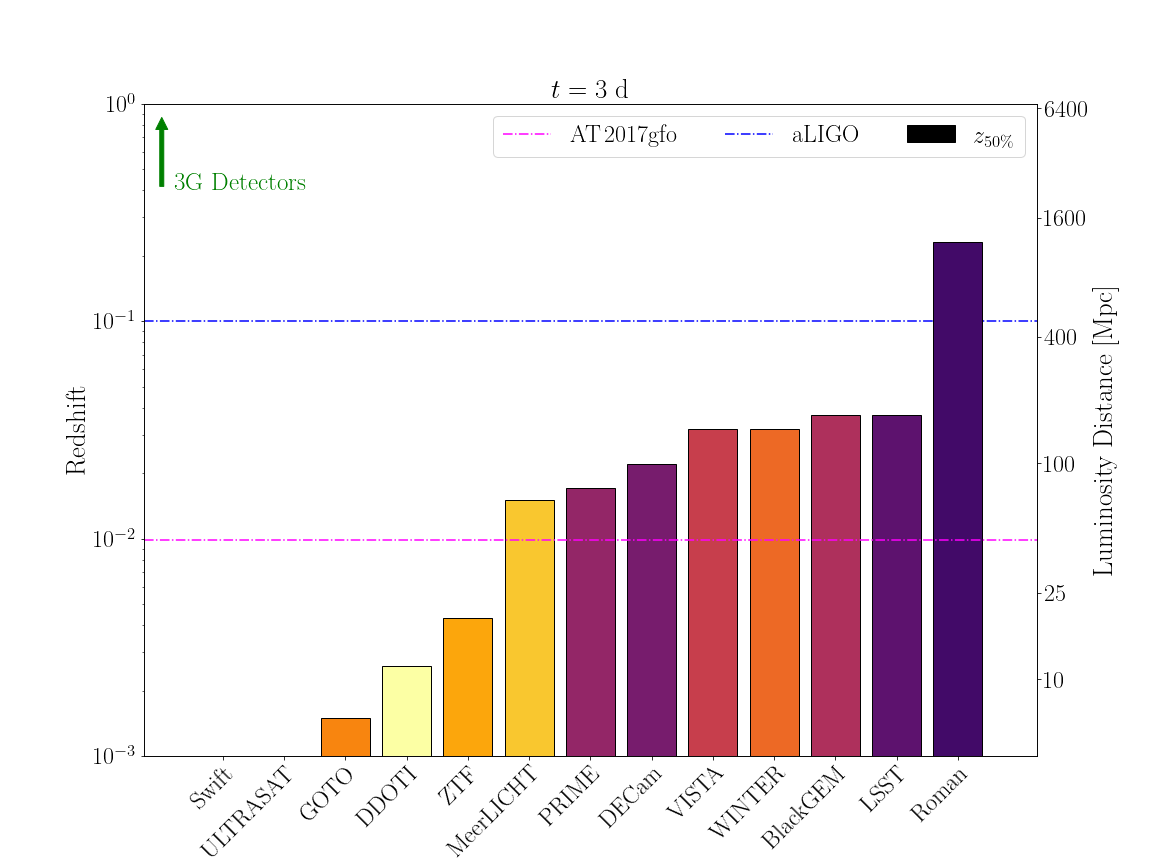 t = 3 d
AT 2017gfo
aLIGO
z50%
3G Detectors
Redshift
10^0
10^−1
10^−2
10^−3
6400
1600
400
100
25
10
Luminosity Distance [Mpc]
Swift
ULTRASAT
GOTO
DDOTI
ZTF
MeerLICHT
PRIME
DECam
VISTA
WINTER
BlackGEM
LSST
Roman